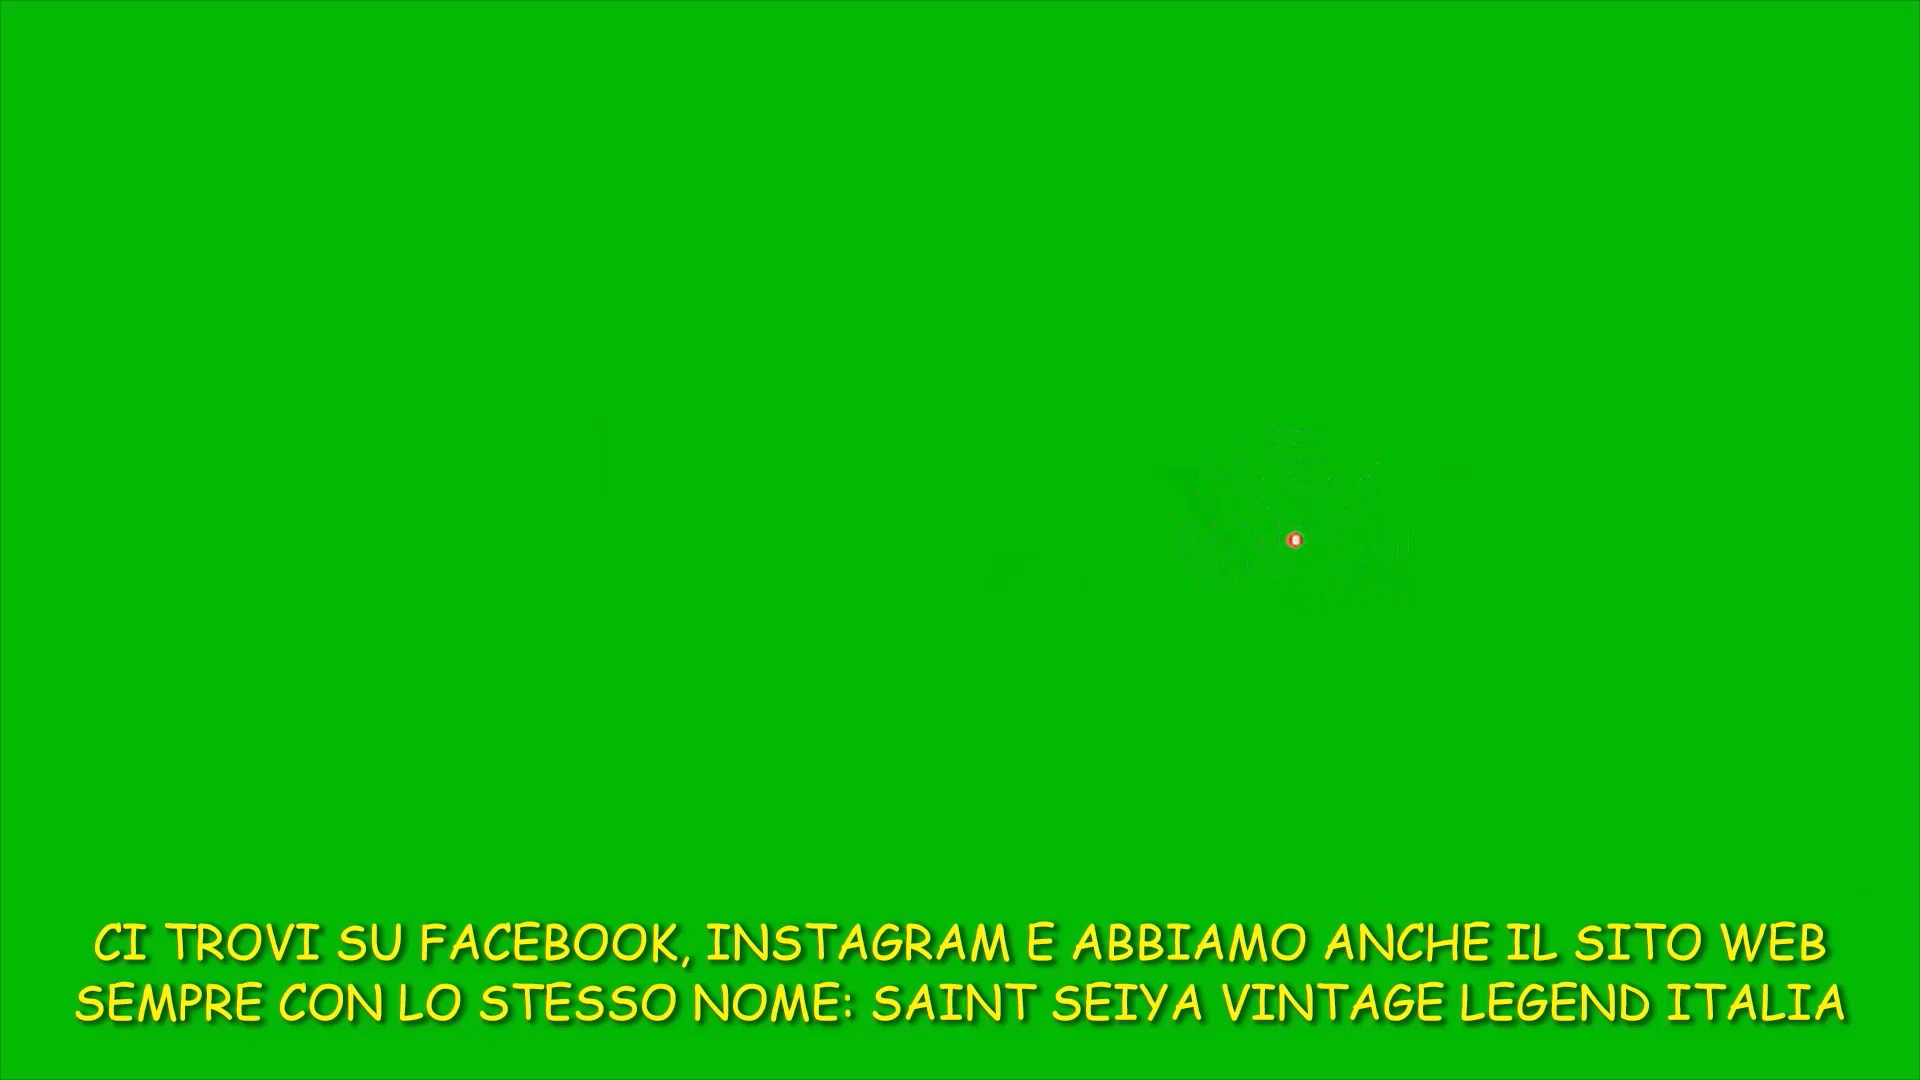 CI TROVI SU FACEBOOK, INSTAGRAM E ABBIAMO ANCHE IL SITO WEB
SEMPRE CON LO STESSO NOME: SAINT SEIYA VINTAGE LEGEND ITALIA